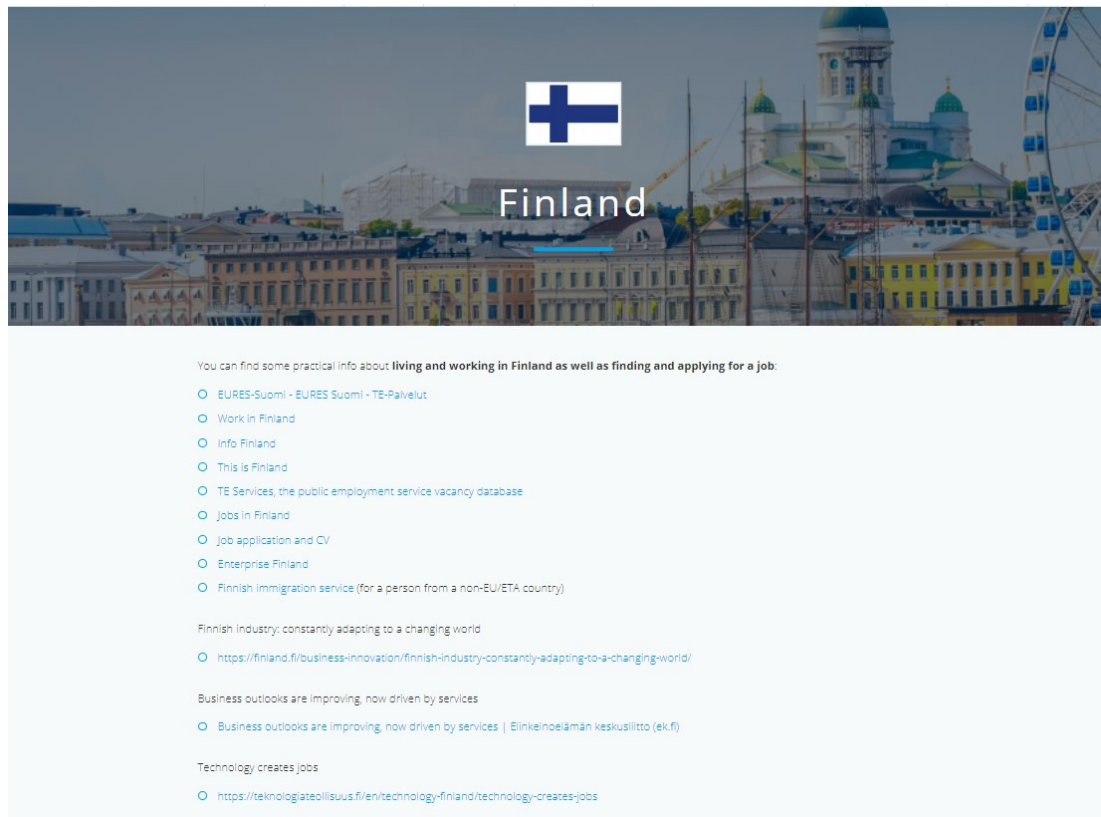 Finland
You can find some practical info about living and working in Finland as well as finding and applying for a job:
EURES-Suomi - EURES Suomi - TE-Palvelut
Work in Finland
Info Finland
This is Finland
TE Services, the public employment service vacancy database
Jobs in Finland
Job application and CV
Enterprise Finland
Finnish immigration service (for a person from a non-EU/ETA country)
Finnish industry: constantly adapting to a changing world
https://finland.fi/business-innovation/finnish-industry-constantly-adapting-to-a-changing-world/
Business outlooks are improving, now driven by services
Business outlooks are improving, now driven by services | Elinkeinoelämän keskusliitto (ek.fi)
Technology creates jobs
https://teknologiateollisuus.fi/en/technology-finland/technology-creates-jobs